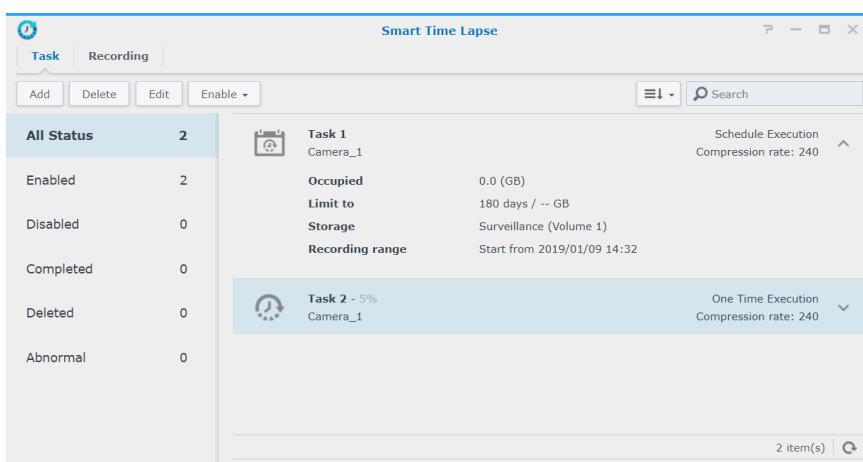 Smart Time Lapse
Task Recording
Add Delete Edit Enable
Search
All Status 2
Enabled 2
Disabled 0
Completed 0
Deleted 0
Abnormal 0
Task 1 Schedule Execution
Camera_1 Compression rate: 240
Occupied 0.0 (GB)
Limit to 180 days / -- GB
Storage Surveillance (Volume 1)
Recording range Start from 2019/01/09 14:32
Task 2 - 5% One Time Execution
Camera_1 Compression rate: 240
2 item(s)